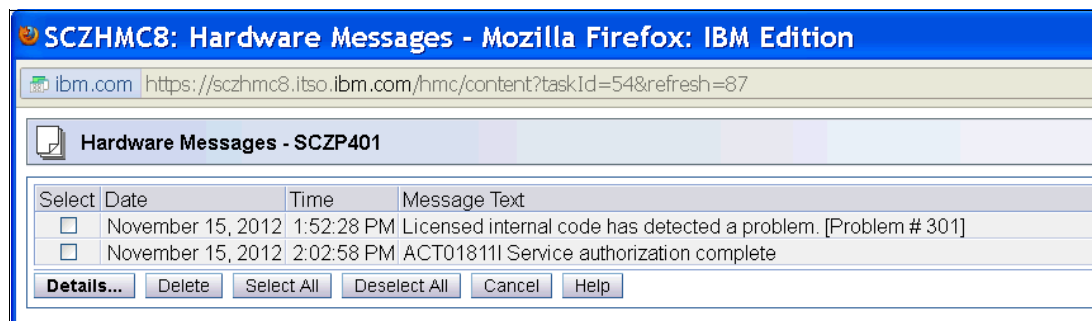 SCZHMC8: Hardware Messages - Mozilla Firefox: IBM Edition
ibm.com https://sczhmc8.itso.ibm.com/hmc/content?taskId=54&refresh=87
Hardware Messages - SCZP401
Select Date Time Message Text
November 15, 2012 1:52:28 PM Licensed internal code has detected a problem. [Problem # 301]
November 15, 2012 2:02:58 PM ACT01811I Service authorization complete
Details... Delete Select All Deselect All Cancel Help